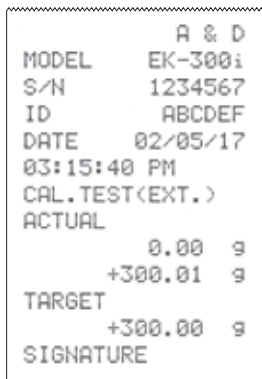 A & D
MODEL EK-300i
S/N 1234567
ID ABCDEF
DATE 02/05/17
03:15:40 PM
CAL.TEST(EXT.)
ACTUAL
0.00 g
+300.01 g
TARGET
+300.00 g
SIGNATURE